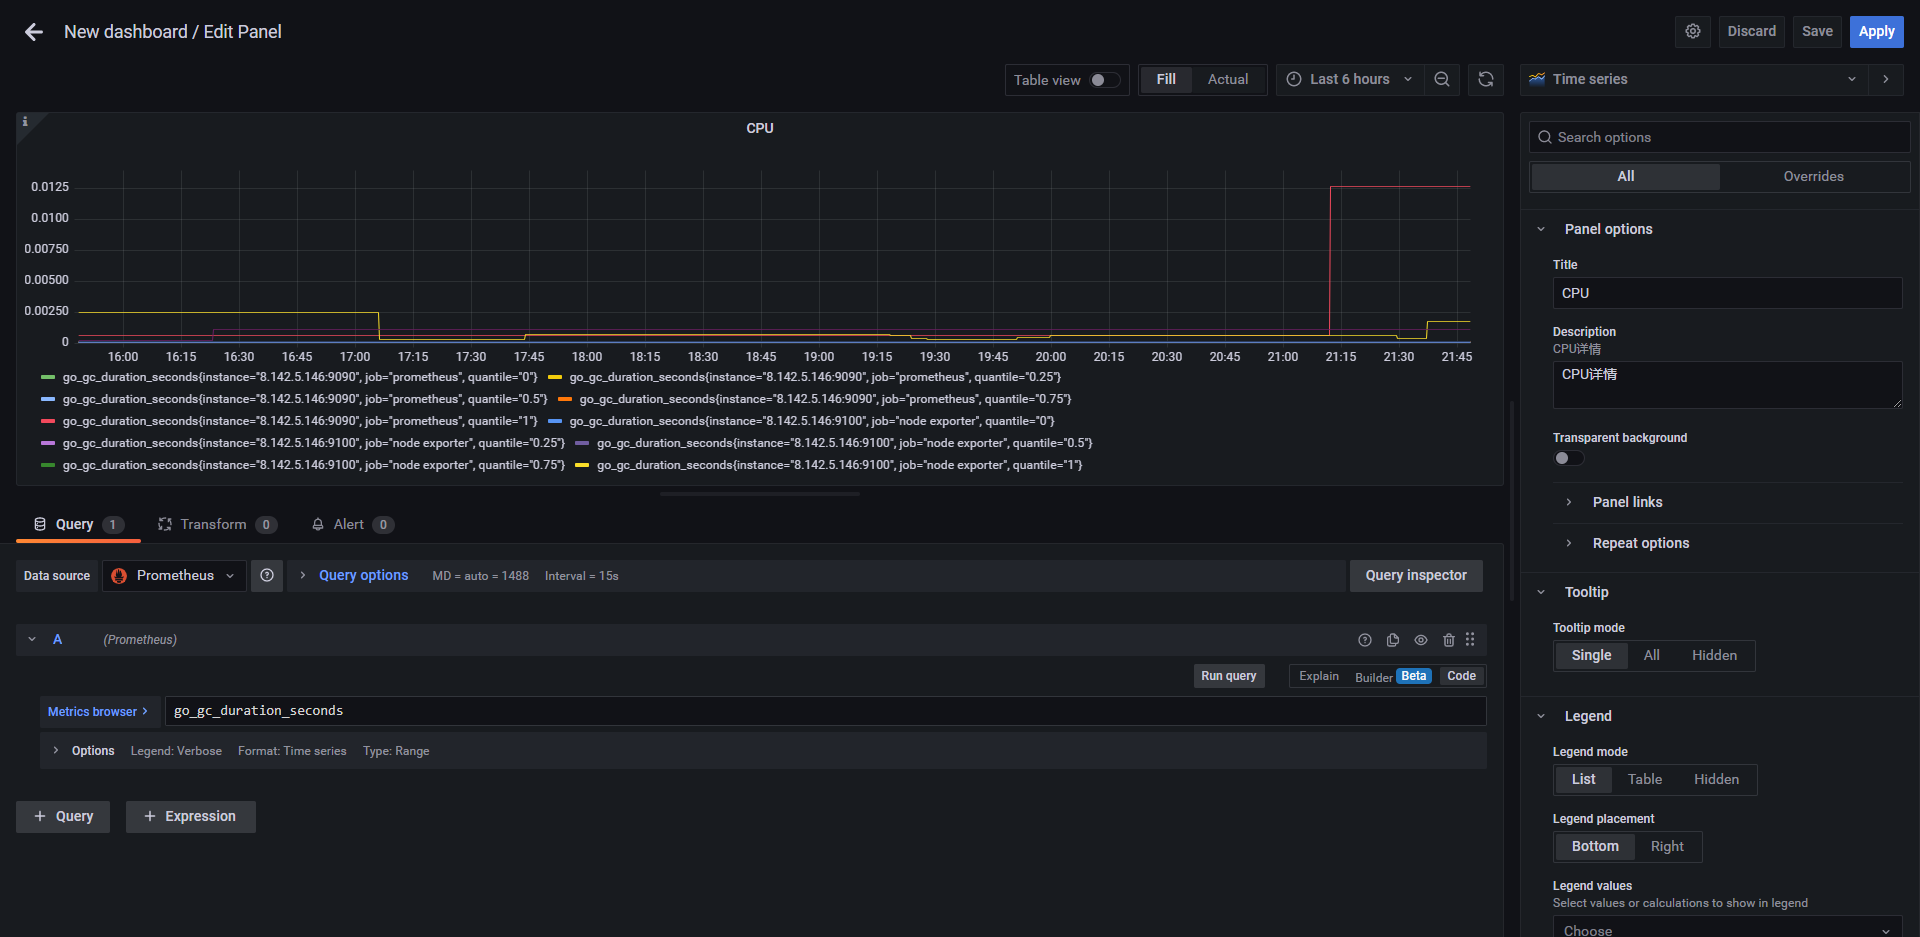 New dashboard / Edit Panel
Discard
Save
Apply
Table view
Fill
Actual
Last 6 hours
Time series
CPU
0.0125
0.0100
0.00750
0.00500
0.00250
0
16:00 16:15 16:30 16:45 17:00 17:15 17:30 17:45 18:00 18:15 18:30 18:45 19:00 19:15 19:30 19:45 20:00 20:15 20:30 20:45 21:00 21:15 21:30 21:45
go_gc_duration_seconds{instance="8.142.5.146:9090", job="prometheus", quantile="0"} go_gc_duration_seconds{instance="8.142.5.146:9090", job="prometheus", quantile="0.25"}
go_gc_duration_seconds{instance="8.142.5.146:9090", job="prometheus", quantile="0.5"} go_gc_duration_seconds{instance="8.142.5.146:9090", job="prometheus", quantile="0.75"}
go_gc_duration_seconds{instance="8.142.5.146:9090", job="prometheus", quantile="1"} go_gc_duration_seconds{instance="8.142.5.146:9100", job="node exporter", quantile="0"}
go_gc_duration_seconds{instance="8.142.5.146:9100", job="node exporter", quantile="0.25"} go_gc_duration_seconds{instance="8.142.5.146:9100", job="node exporter", quantile="0.5"}
go_gc_duration_seconds{instance="8.142.5.146:9100", job="node exporter", quantile="0.75"} go_gc_duration_seconds{instance="8.142.5.146:9100", job="node exporter", quantile="1"}
Query 1
Transform 0
Alert 0
Data source
Prometheus
Query options
MD = auto = 1488
Interval = 15s
Query inspector
A
(Prometheus)
Run query
Explain
Builder Beta
Code
Metrics browser
go_gc_duration_seconds
Options
Legend: Verbose
Format: Time series
Type: Range
+ Query
+ Expression
Search options
All
Overrides
Panel options
Title
CPU
Description
CPU详情
CPU详情
Transparent background
Panel links
Repeat options
Tooltip
Tooltip mode
Single
All
Hidden
Legend
Legend mode
List
Table
Hidden
Legend placement
Bottom
Right
Legend values
Select values or calculations to show in legend
Choose